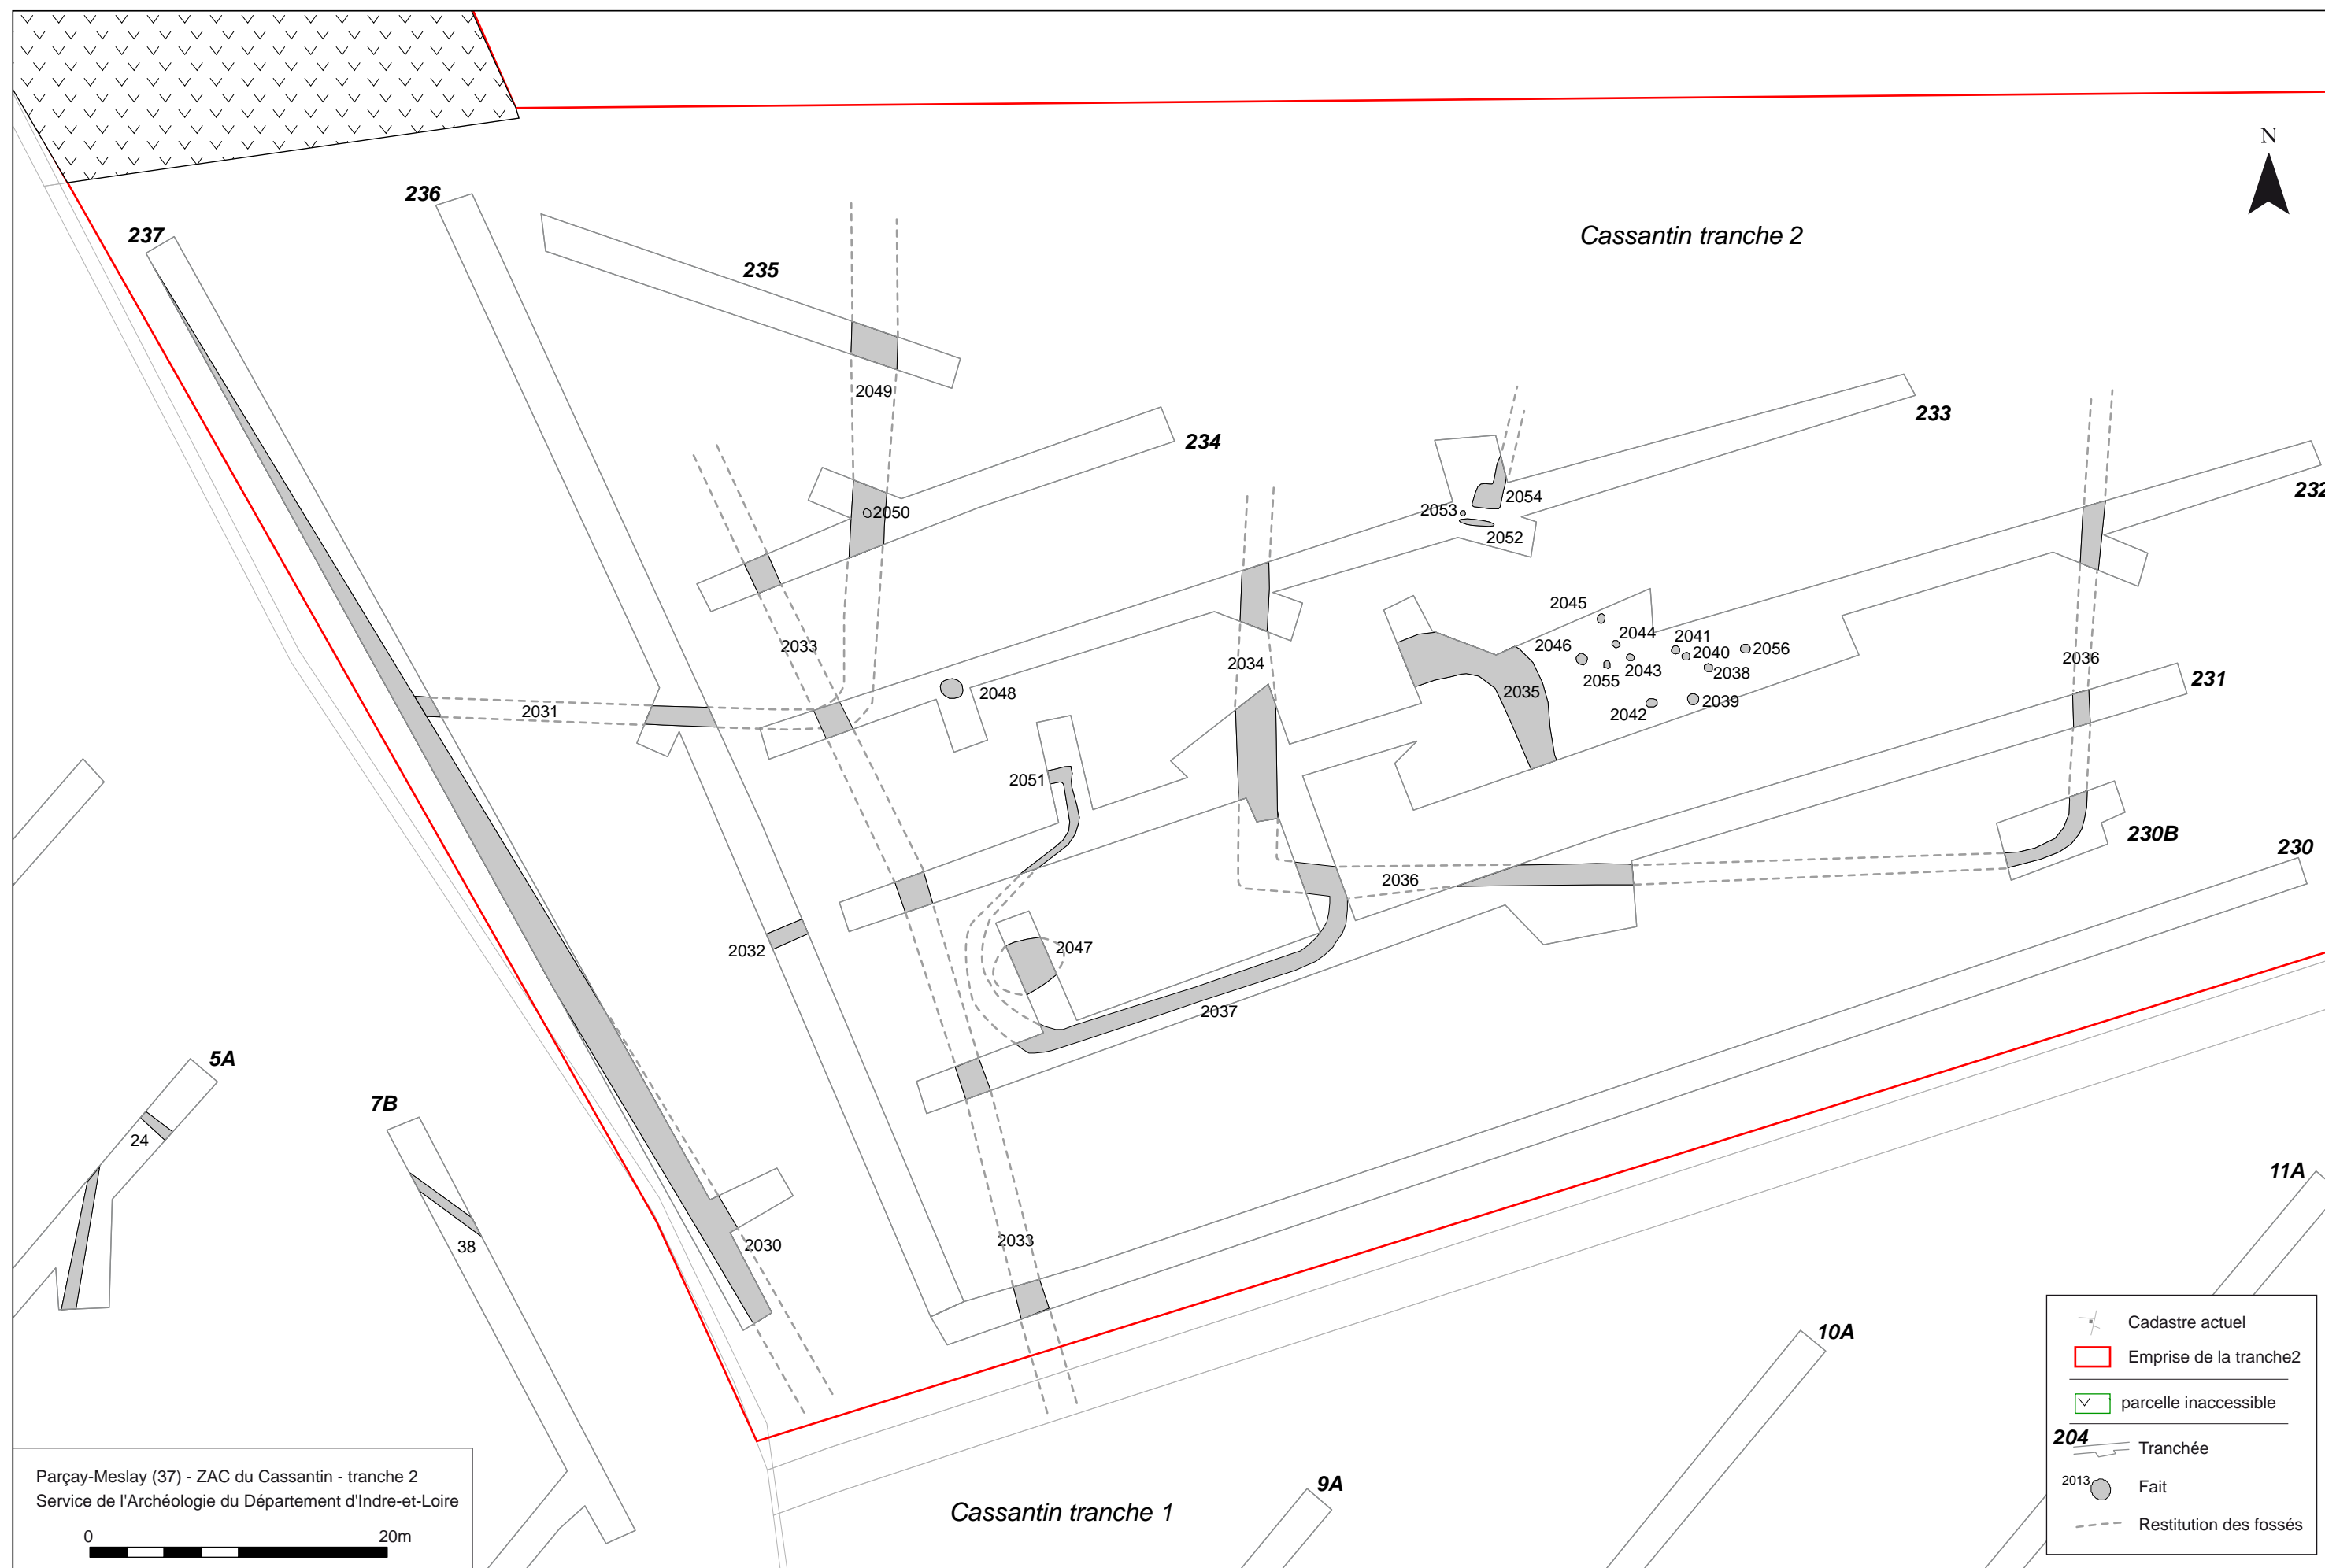 N
Cassantin tranche 2
236
237
235
2049
234
233
232
2054
2053
2052
2050
2045
2044
2041
2046
2040
2056
2043
2038
2055
2042
2039
2033
2034
2035
2036
2048
231
2031
2051
230B
230
2036
2047
2032
2037
5A
24
7B
38
2030
2033
11A
10A
9A
Cassantin tranche 1
Cadastre actuel
Emprise de la tranche2
parcelle inaccessible
204
Tranchée
2013
Fait
Restitution des fossés
Parçay-Meslay (37) - ZAC du Cassantin - tranche 2
Service de l'Archéologie du Département d'Indre-et-Loire
0 20m